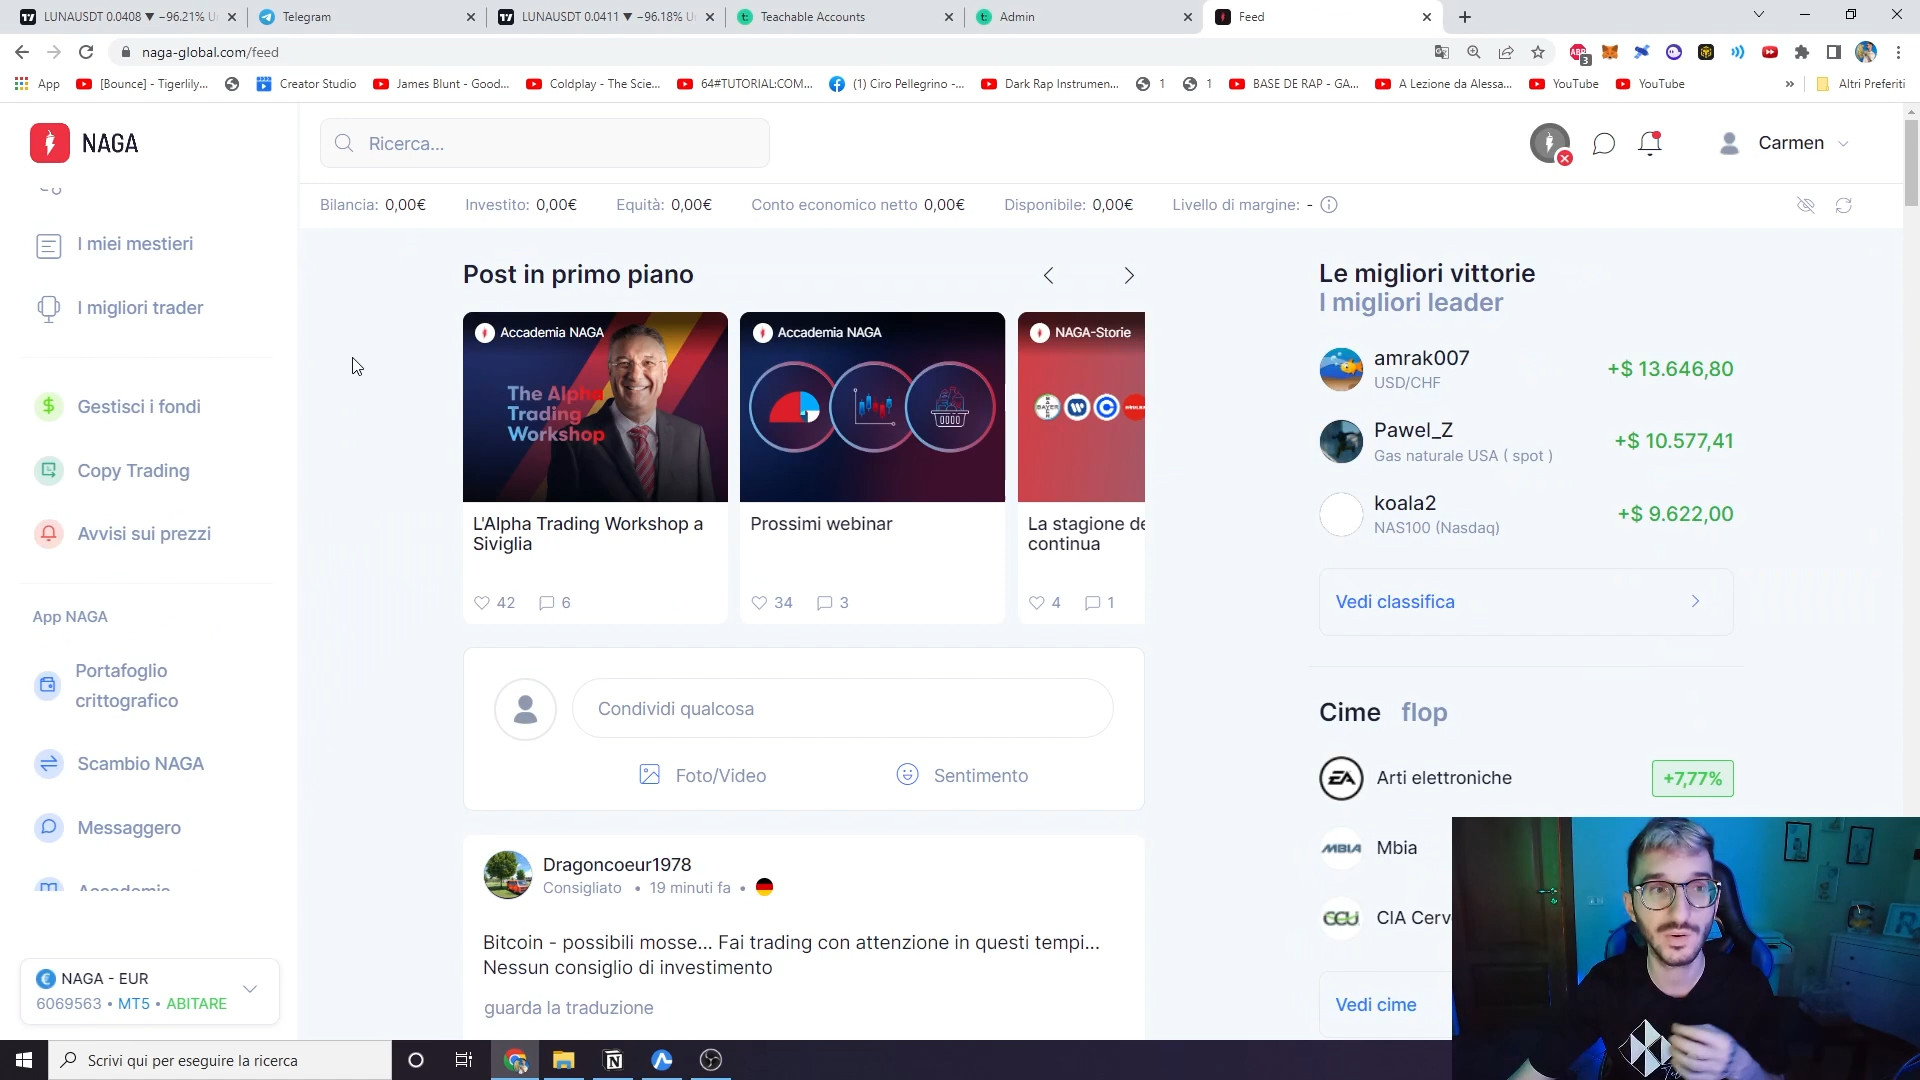 LUNAUSDT 0.0408 ▼ −96.21% U
Telegram
LUNAUSDT 0.0411 ▼ −96.18% U
Teachable Accounts
Admin
Feed
naga-global.com/feed
3
App
[Bounce] - Tigerlily...
Creator Studio
James Blunt - Good...
Coldplay - The Scie...
64#TUTORIAL:COM...
(1) Ciro Pellegrino -...
Dark Rap Instrumen...
1
1
BASE DE RAP - GA...
A Lezione da Alessa...
YouTube
YouTube
»
Altri Preferiti
NAGA
Ricerca...
Carmen
Bilancia: 0,00€
Investito: 0,00€
Equità: 0,00€
Conto economico netto 0,00€
Disponibile: 0,00€
Livello di margine: -
I miei mestieri
I migliori trader
Gestisci i fondi
Copy Trading
Avvisi sui prezzi
App NAGA
Portafoglio
crittografico
Scambio NAGA
Messaggero
Accademia
NAGA - EUR
6069563 • MT5 • ABITARE
Post in primo piano
Accademia NAGA
The Alpha
Trading
Workshop
L'Alpha Trading Workshop a
Siviglia
42
6
Accademia NAGA
Prossimi webinar
34
3
NAGA-Storie
BAYER
La stagione de
continua
4
1
Condividi qualcosa
Foto/Video
Sentimento
Dragoncoeur1978
Consigliato • 19 minuti fa •
Bitcoin - possibili mosse... Fai trading con attenzione in questi tempi...
Nessun consiglio di investimento
guarda la traduzione
Le migliori vittorie
I migliori leader
amrak007
USD/CHF
+$ 13.646,80
Pawel_Z
Gas naturale USA ( spot )
+$ 10.577,41
koala2
NAS100 (Nasdaq)
+$ 9.622,00
Vedi classifica
Cime flop
EA
Arti elettroniche
+7,77%
MBIA
Mbia
CCU
CIA Cerv
Vedi cime
Scrivi qui per eseguire la ricerca